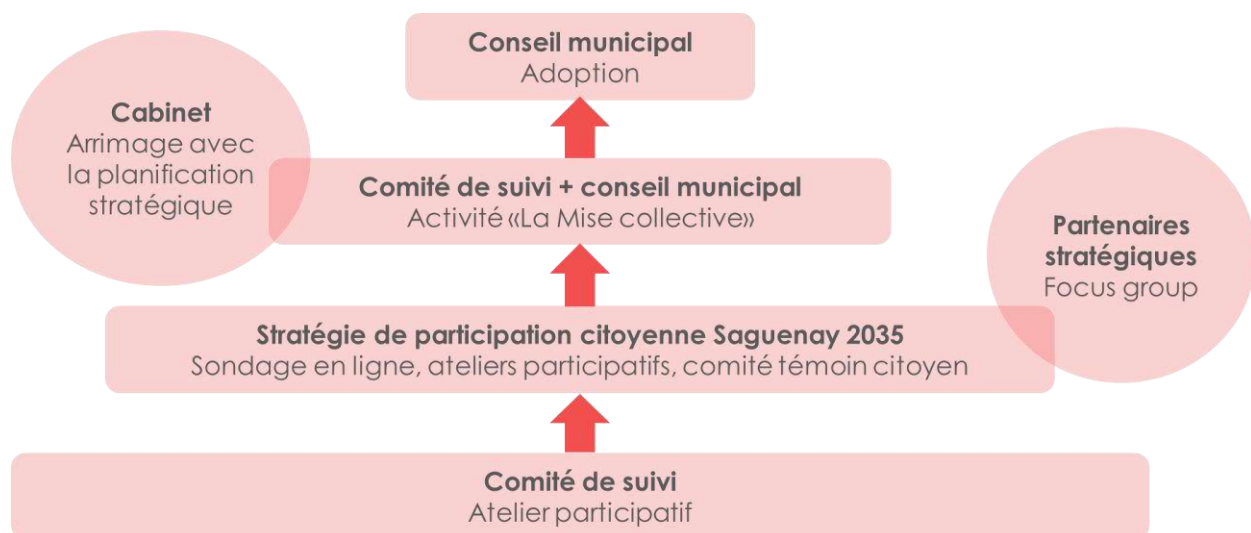 Conseil municipal
Adoption
Cabinet
Arrimage avec
la planification
stratégique
Comité de suivi + conseil municipal
Activité «La Mise collective»
Partenaires
stratégiques
Focus group
Stratégie de participation citoyenne Saguenay 2035
Sondage en ligne, ateliers participatifs, comité témoin citoyen
Comité de suivi
Atelier participatif